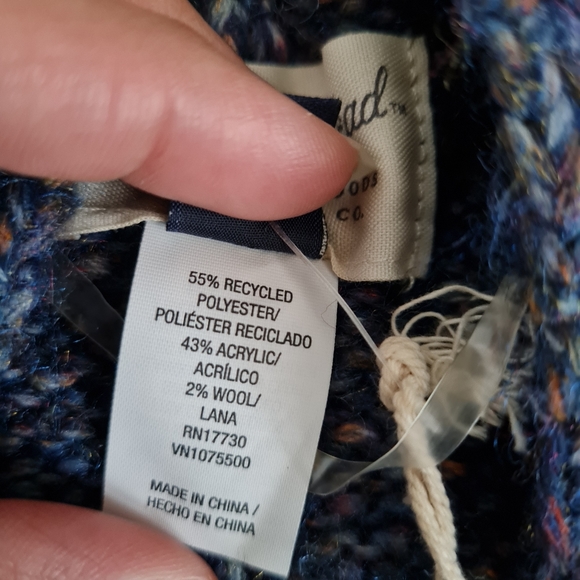 55% RECYCLED
POLYESTER/
POLIÉSTER RECICLADO
43% ACRYLIC/
ACRÍLICO
2% WOOL/
LANA
RN17730
VN1075500
MADE IN CHINA /
HECHO EN CHINA
CO.